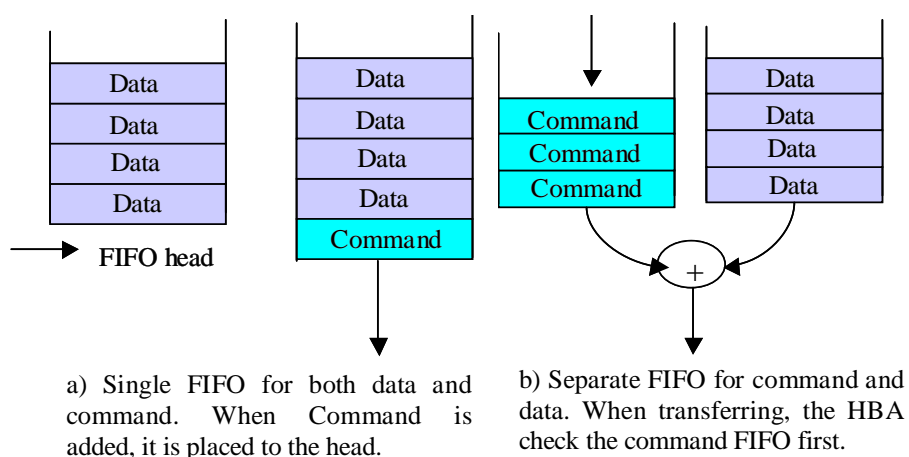 Data
Data
Data
Data
FIFO head
Data
Data
Data
Data
Command
Command
Command
Command
Data
Data
Data
Data
+
a) Single FIFO for both data and
command. When Command is
added, it is placed to the head.
b) Separate FIFO for command and
data. When transferring, the HBA
check the command FIFO first.